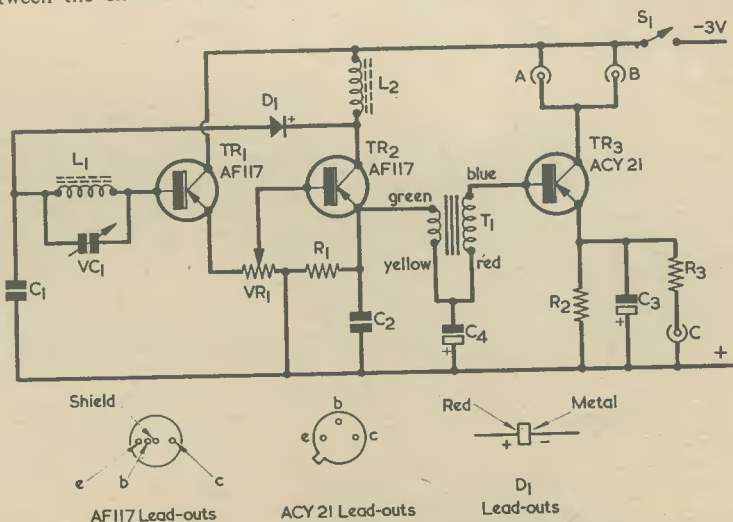 tween the
S1
-3V
A
B
L2
D1
+
TR1
AF117
TR2
AF117
TR3
ACY 21
L1
blue
green
T1
VC1
yellow
red
R1
VR1
R2
R3
C1
C2
C3
+
C4
+
C
+
Shield
e
b
c
AF117 Lead-outs
b
e
c
ACY 21 Lead-outs
Red
Metal
+
-
D1
Lead-outs